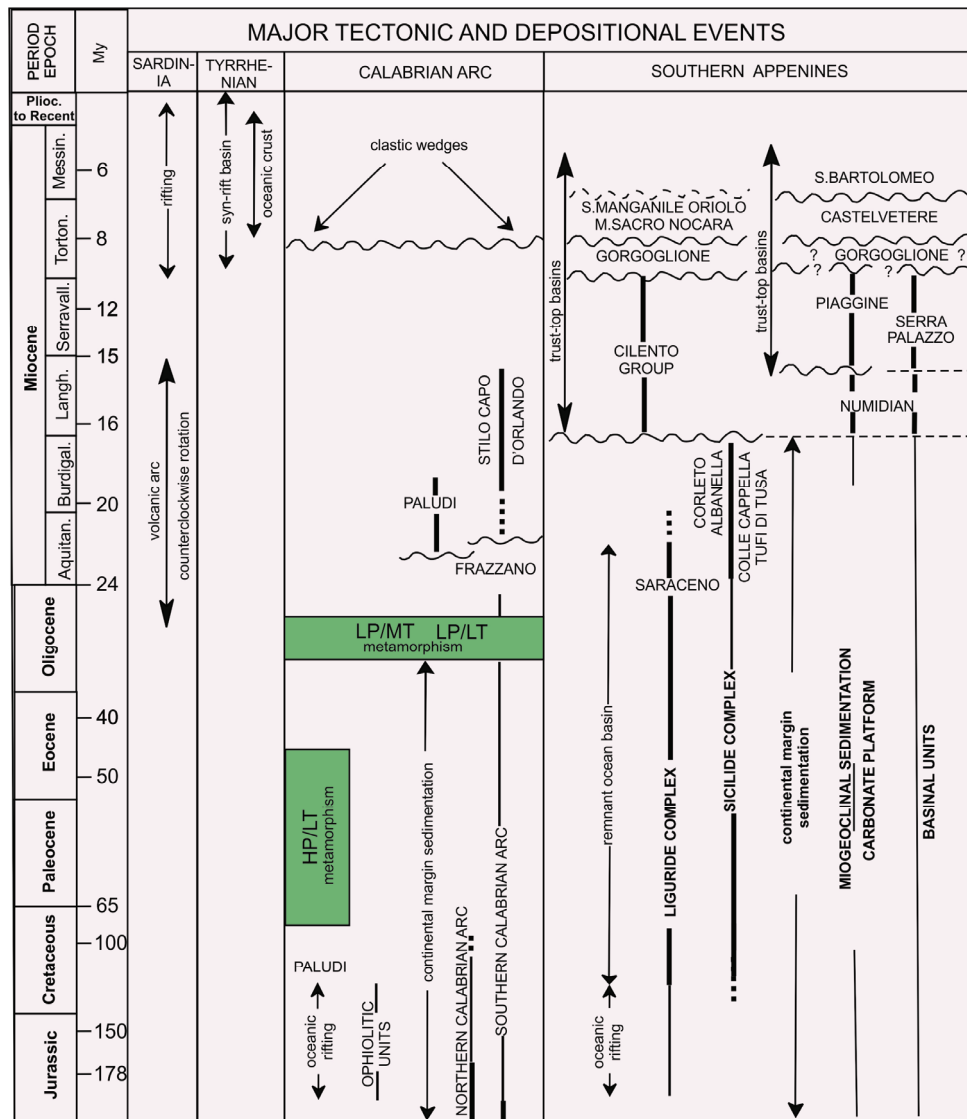 MAJOR TECTONIC AND DEPOSITIONAL EVENTS
PERIOD
EPOCH
My
SARDIN-
IA
TYRRHE-
NIAN
CALABRIAN ARC
SOUTHERN APPENINES
Plioc.
to Recent
Miocene
Messin.
Torton.
Serravall.
Langh.
Burdigal.
Aquitan.
Oligocene
Eocene
Paleocene
Cretaceous
Jurassic
6
8
12
15
16
20
24
40
50
65
100
150
178
rifting
volcanic arc
counterclockwise rotation
syn-rift basin
oceanic crust
clastic wedges
STILO CAPO
D'ORLANDO
PALUDI
FRAZZANO
LP/MT LP/LT
metamorphism
HP/LT
metamorphism
PALUDI
oceanic
rifting
OPHIOLITIC
UNITS
continental margin sedimentation
NORTHERN CALABRIAN ARC
SOUTHERN CALABRIAN ARC
trust-top basins
S.MANGANILE ORIOLO
M.SACRO NOCARA
GORGOGLIONE
CILENTO
GROUP
trust-top basins
S.BARTOLOMEO
CASTELVETERE
? GORGOGLIONE ?
? ?
PIAGGINE
SERRA
PALAZZO
NUMIDIAN
CORLETO
ALBANELLA
COLLE CAPPELLA
TUFI DI TUSA
SARACENO
remnant ocean basin
oceanic
rifting
LIGURIDE COMPLEX
SICILIDE COMPLEX
continental margin
sedimentation
MIOGEOCLINAL SEDIMENTATION
CARBONATE PLATFORM
BASINAL UNITS